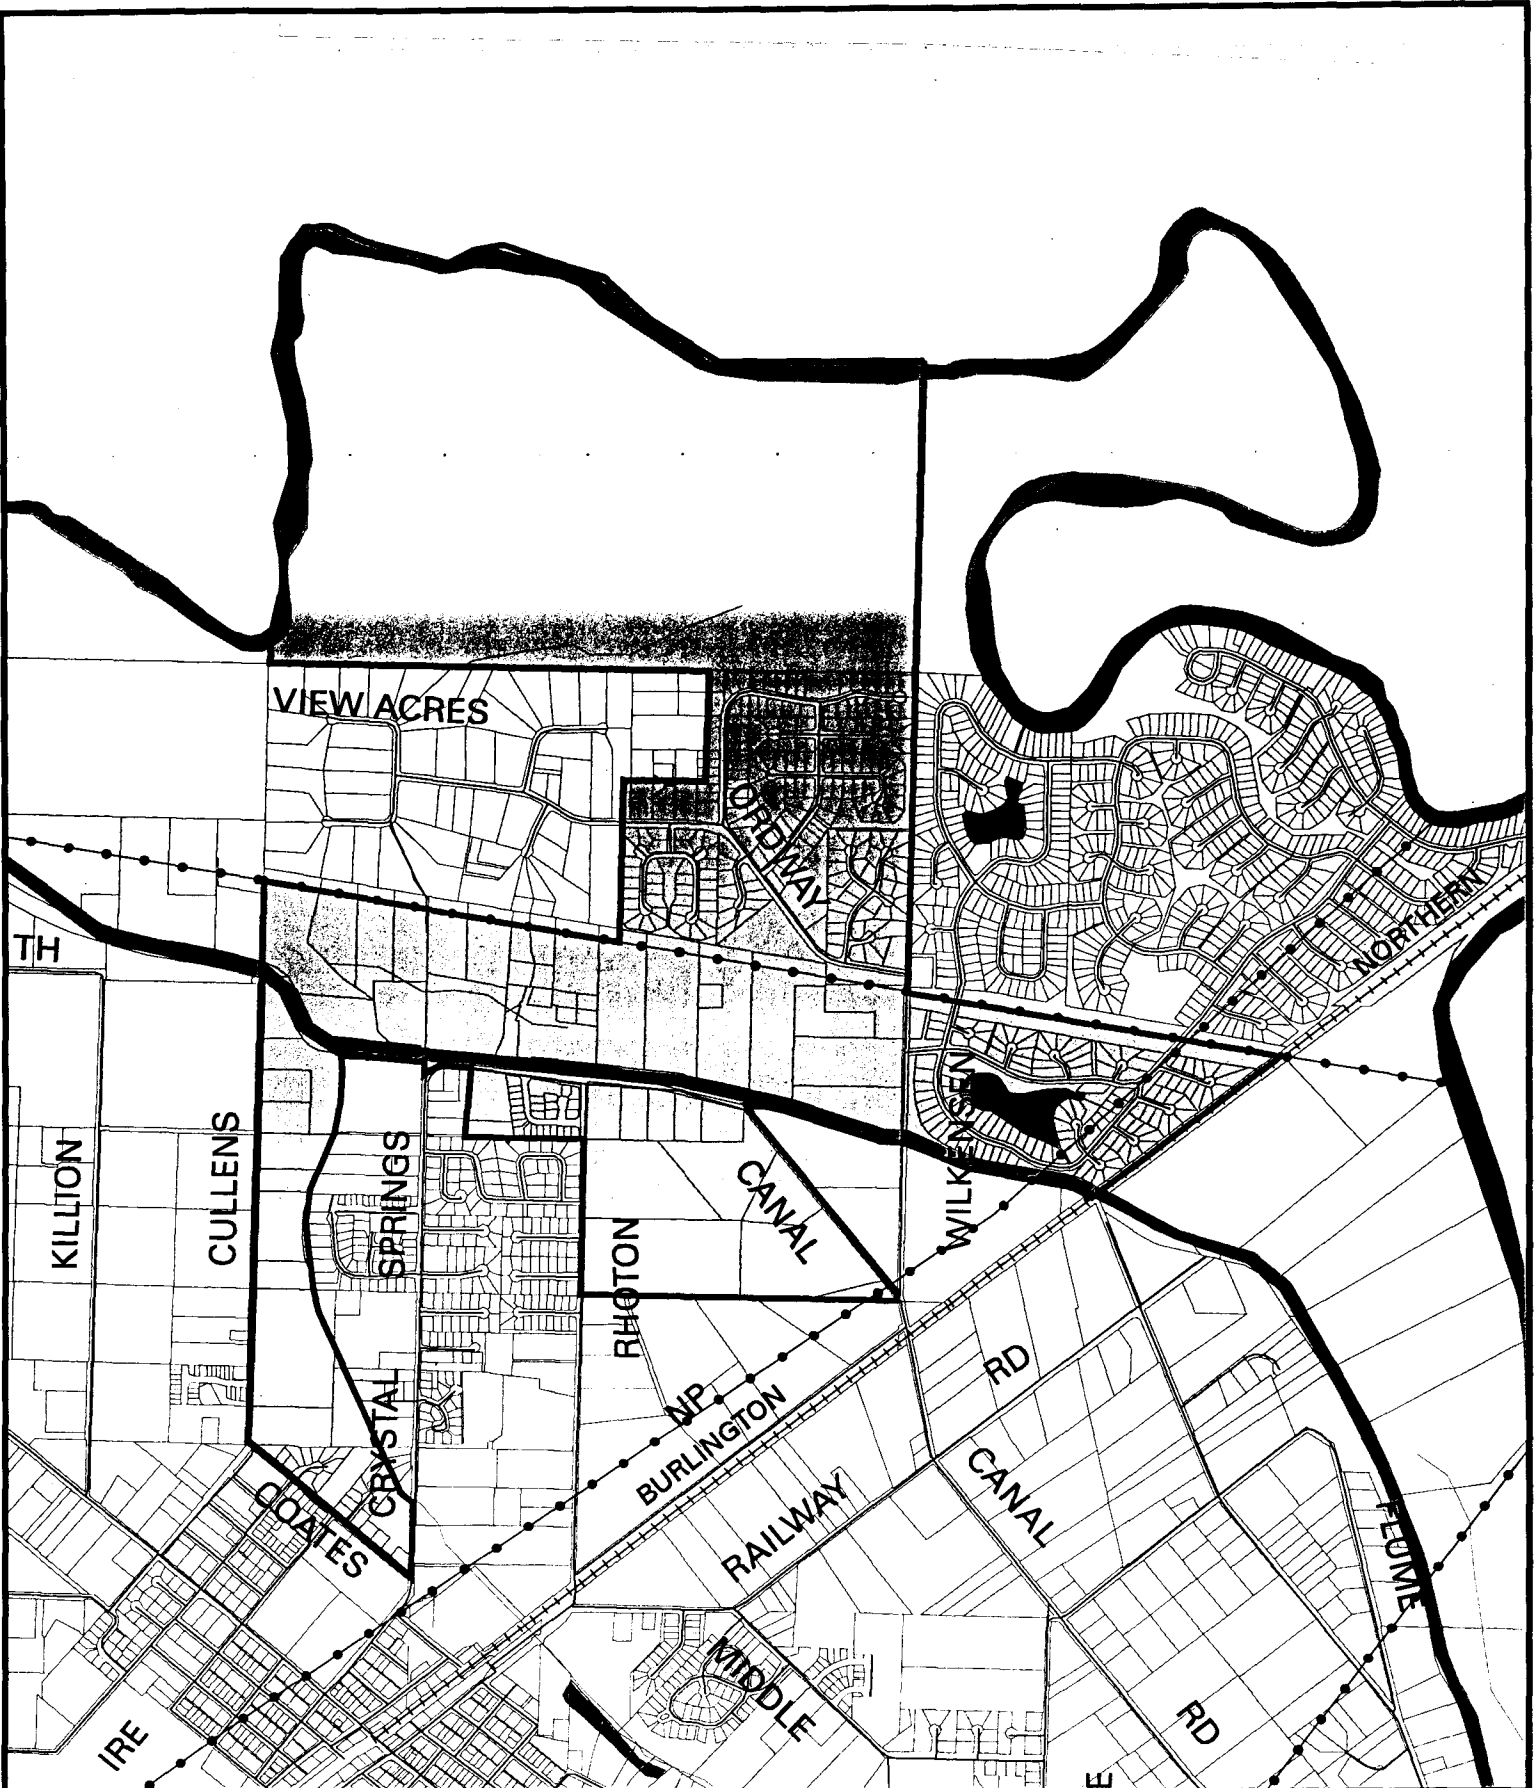 VIEW ACRES
ORDWAY
NORTHERN
TH
KILLION
CULLENS
CRYSTAL SPRINGS
RHOTON
CANAL
WILKENSEN
NP
BURLINGTON
RD
CANAL
RAILWAY
COATES
FLUME
MIDDLE
RD
IRE
E